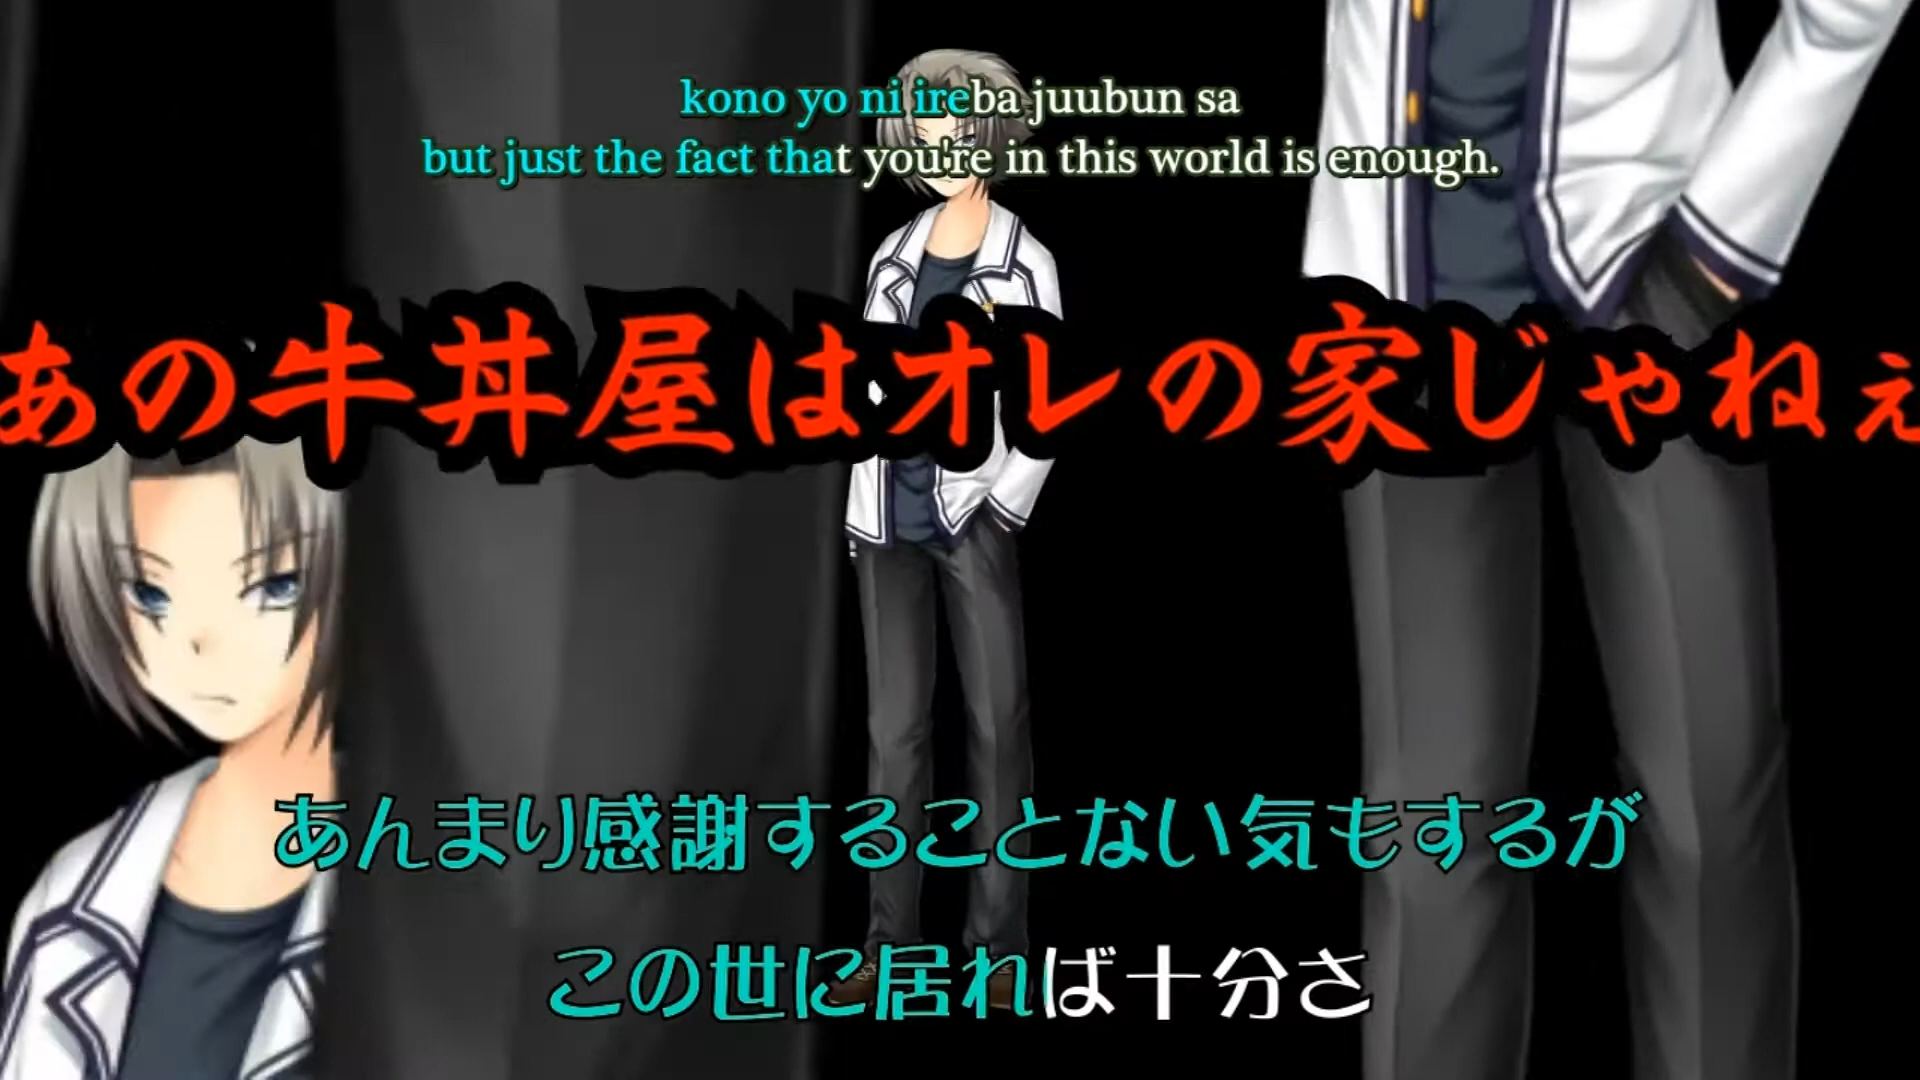 kono yo ni ireba juubun sa
but just the fact that you're in this world is enough.
あの牛丼屋はオレの家じゃねぇ
あんまり感謝することない気もするが
この世に居れば十分さ